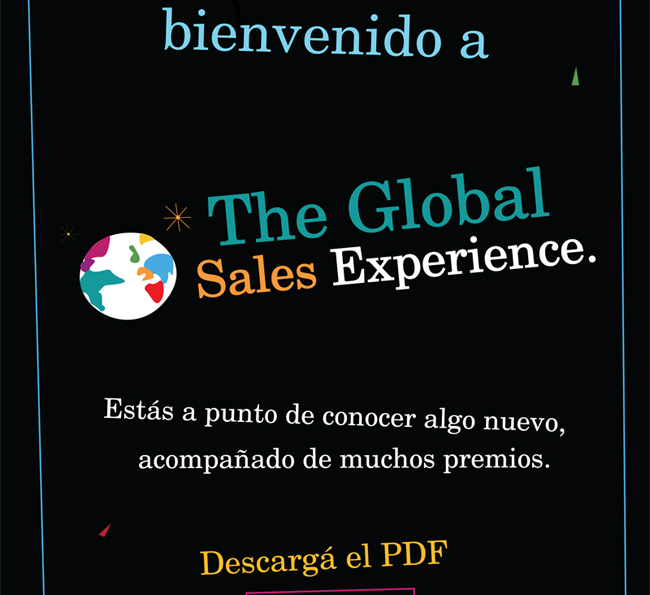 bienvenido a
The Global
Sales Experience.
Estás a punto de conocer algo nuevo,
acompañado de muchos premios.
Descargá el PDF